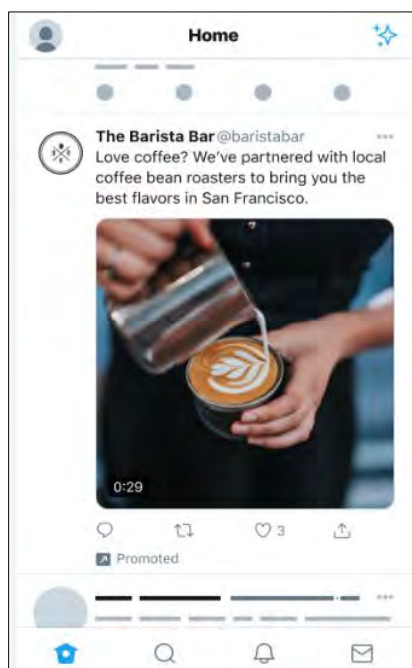 Home
The Barista Bar @baristabar
Love coffee? We've partnered with local
coffee bean roasters to bring you the
best flavors in San Francisco.
0:29
3
Promoted